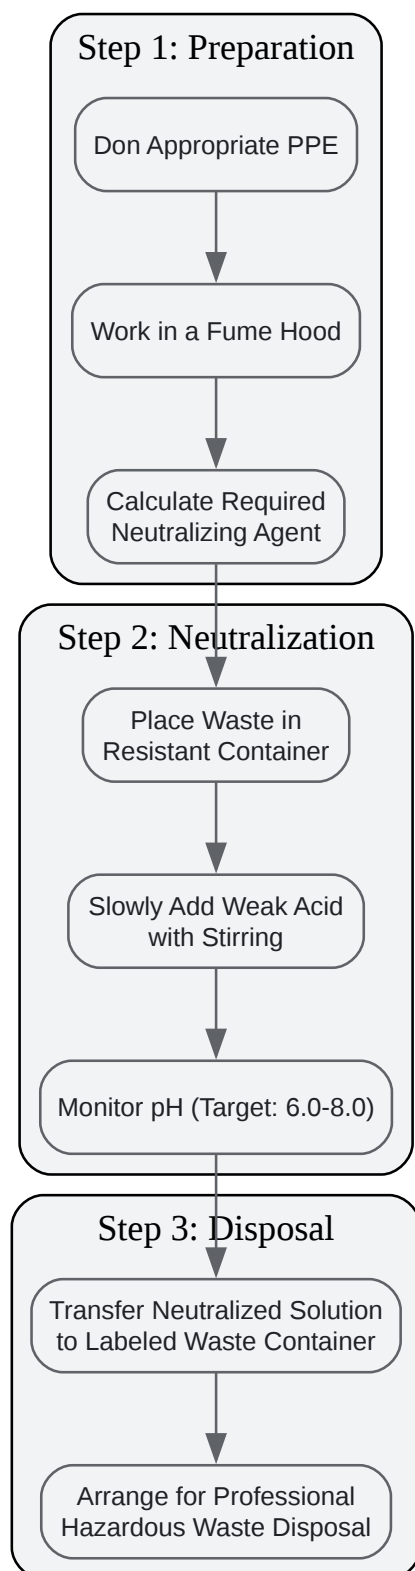 Step 1: Preparation
Don Appropriate PPE
Work in a Fume Hood
Calculate Required
Neutralizing Agent
Step 2: Neutralization
Place Waste in
Resistant Container
Slowly Add Weak Acid
with Stirring
Monitor pH (Target: 6.0-8.0)
Step 3: Disposal
Transfer Neutralized Solution
to Labeled Waste Container
Arrange for Professional
Hazardous Waste Disposal